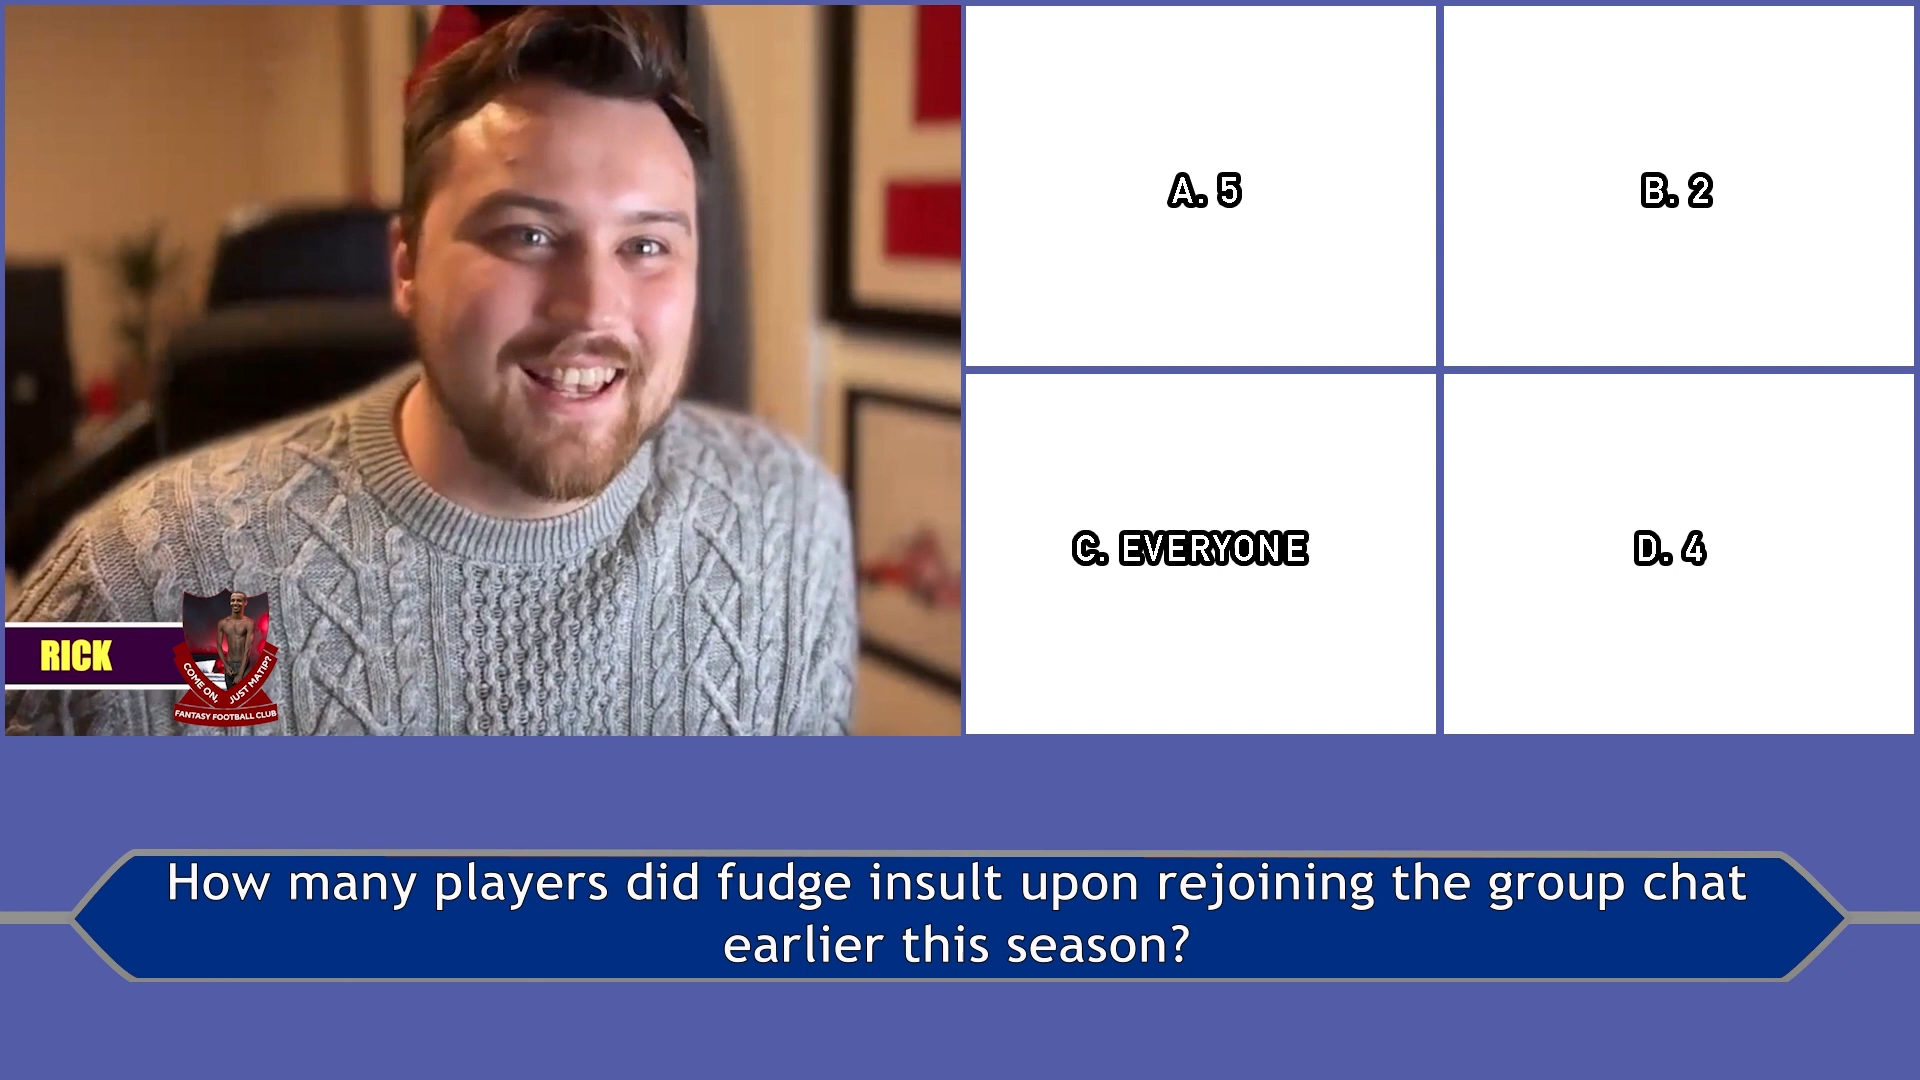 A. 5
B. 2
C. EVERYONE
D. 4
RICK
COME ON, JUST MATIP?
FANTASY FOOTBALL CLUB
How many players did fudge insult upon rejoining the group chat
earlier this season?